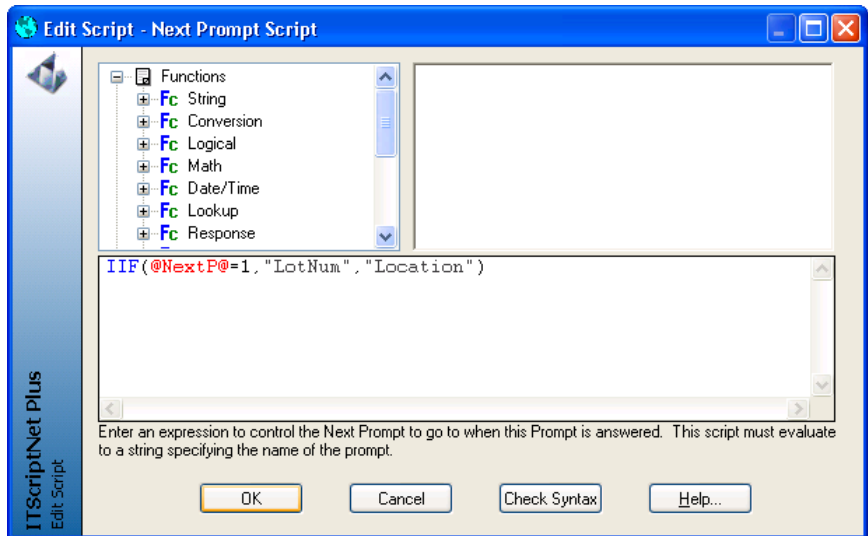 Edit Script - Next Prompt Script
Functions
Fc String
Fc Conversion
Fc Logical
Fc Math
Fc Date/Time
Fc Lookup
Fc Response
IIF(@NextP@=1,"LotNum","Location")
Enter an expression to control the Next Prompt to go to when this Prompt is answered. This script must evaluate
to a string specifying the name of the prompt.
OK Cancel Check Syntax Help...
ITScriptNet Plus
Edit Script